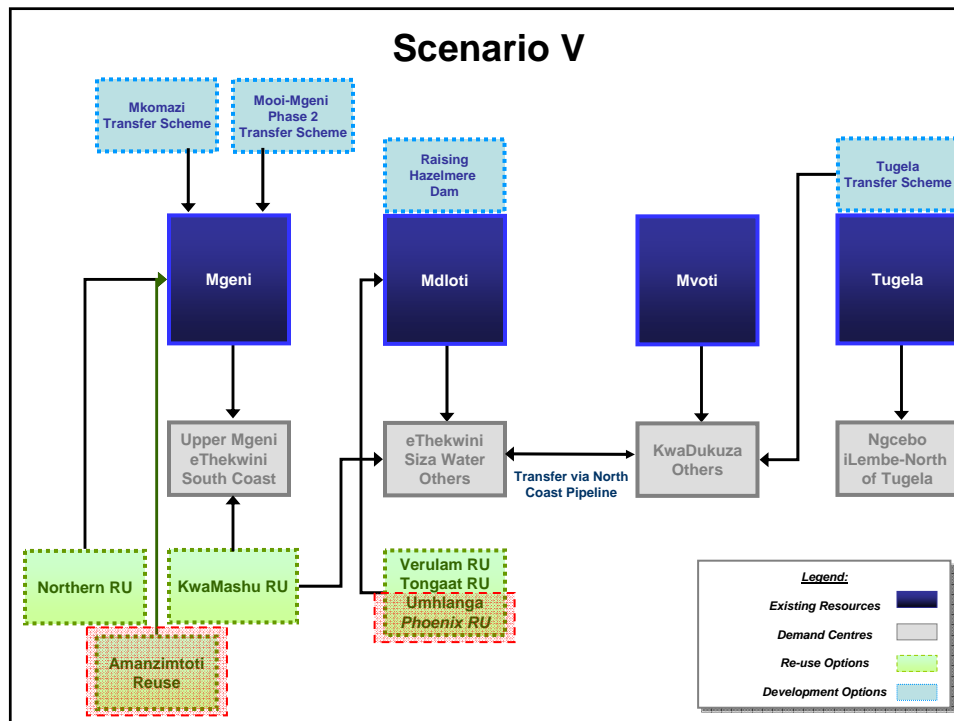 Scenario V
Mkomazi
Transfer Scheme
Mooi-Mgeni
Phase 2
Transfer Scheme
Raising
Hazelmere
Dam
Tugela
Transfer Scheme
Mgeni
Mdloti
Mvoti
Tugela
Upper Mgeni
eThekwini
South Coast
eThekwini
Siza Water
Others
Transfer via North
Coast Pipeline
KwaDukuza
Others
Ngcebo
iLembe-North
of Tugela
Northern RU
KwaMashu RU
Verulam RU
Tongaat RU
Umhlanga
Phoenix RU
Amanzimtoti
Reuse
Legend:
Existing Resources
Demand Centres
Re-use Options
Development Options